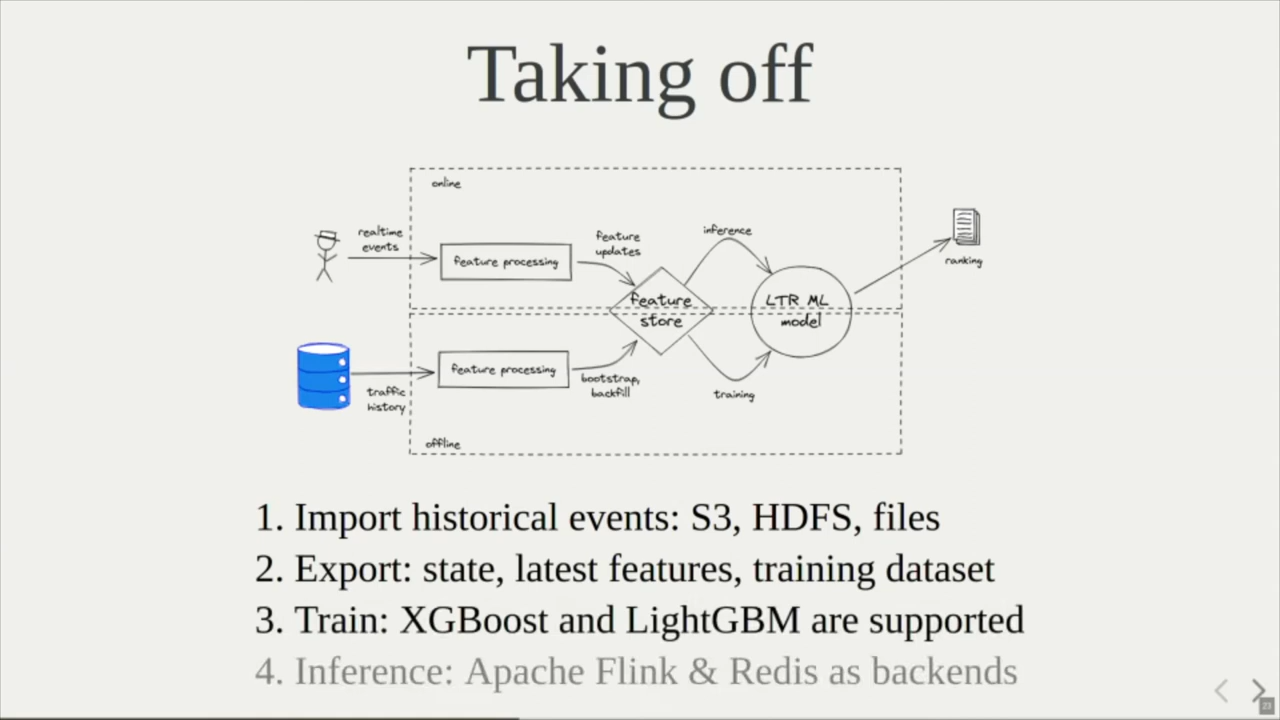 Taking off
online
realtime
events
feature processing
feature
updates
inference
feature
store
LTR ML
model
ranking
traffic
history
feature processing
bootstrap,
backfill
training
offline
1. Import historical events: S3, HDFS, files
2. Export: state, latest features, training dataset
3. Train: XGBoost and LightGBM are supported
4. Inference: Apache Flink & Redis as backends
23